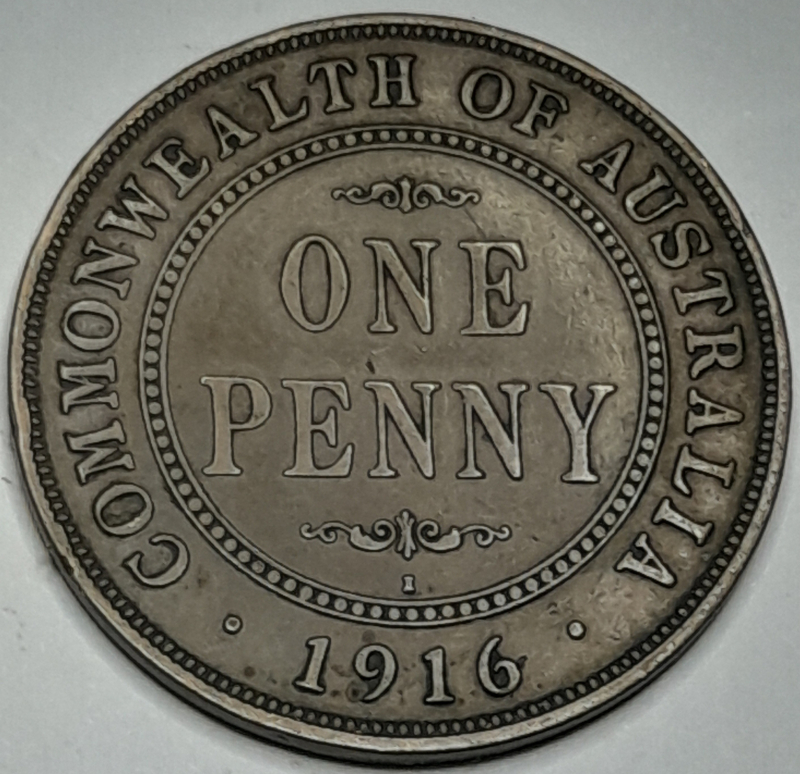 COMMONWEALTH OF AUSTRALIA
ONE
PENNY
I
· 1916 ·